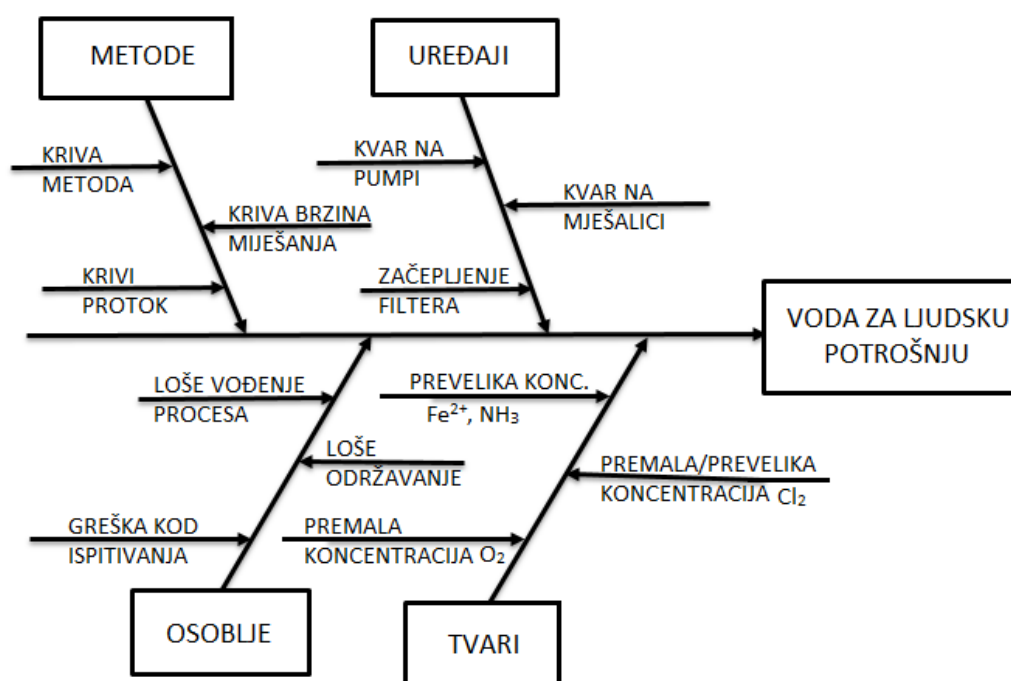 METODE
UREĐAJI
KRIVA
METODA
KVAR NA
PUMPI
KVAR NA
MJEŠALICI
KRIVA BRZINA
MIJEŠANJA
KRIVI
PROTOK
ZAČEPLJENJE
FILTERA
VODA ZA LJUDSKU
POTROŠNJU
LOŠE VOĐENJE
PROCESA
PREVELIKA KONC.
Fe²⁺, NH₃
LOŠE
ODRŽAVANJE
PREMALA/PREVELIKA
KONCENTRACIJA Cl₂
GREŠKA KOD
ISPITIVANJA
PREMALA
KONCENTRACIJA O₂
OSOBLJE
TVARI